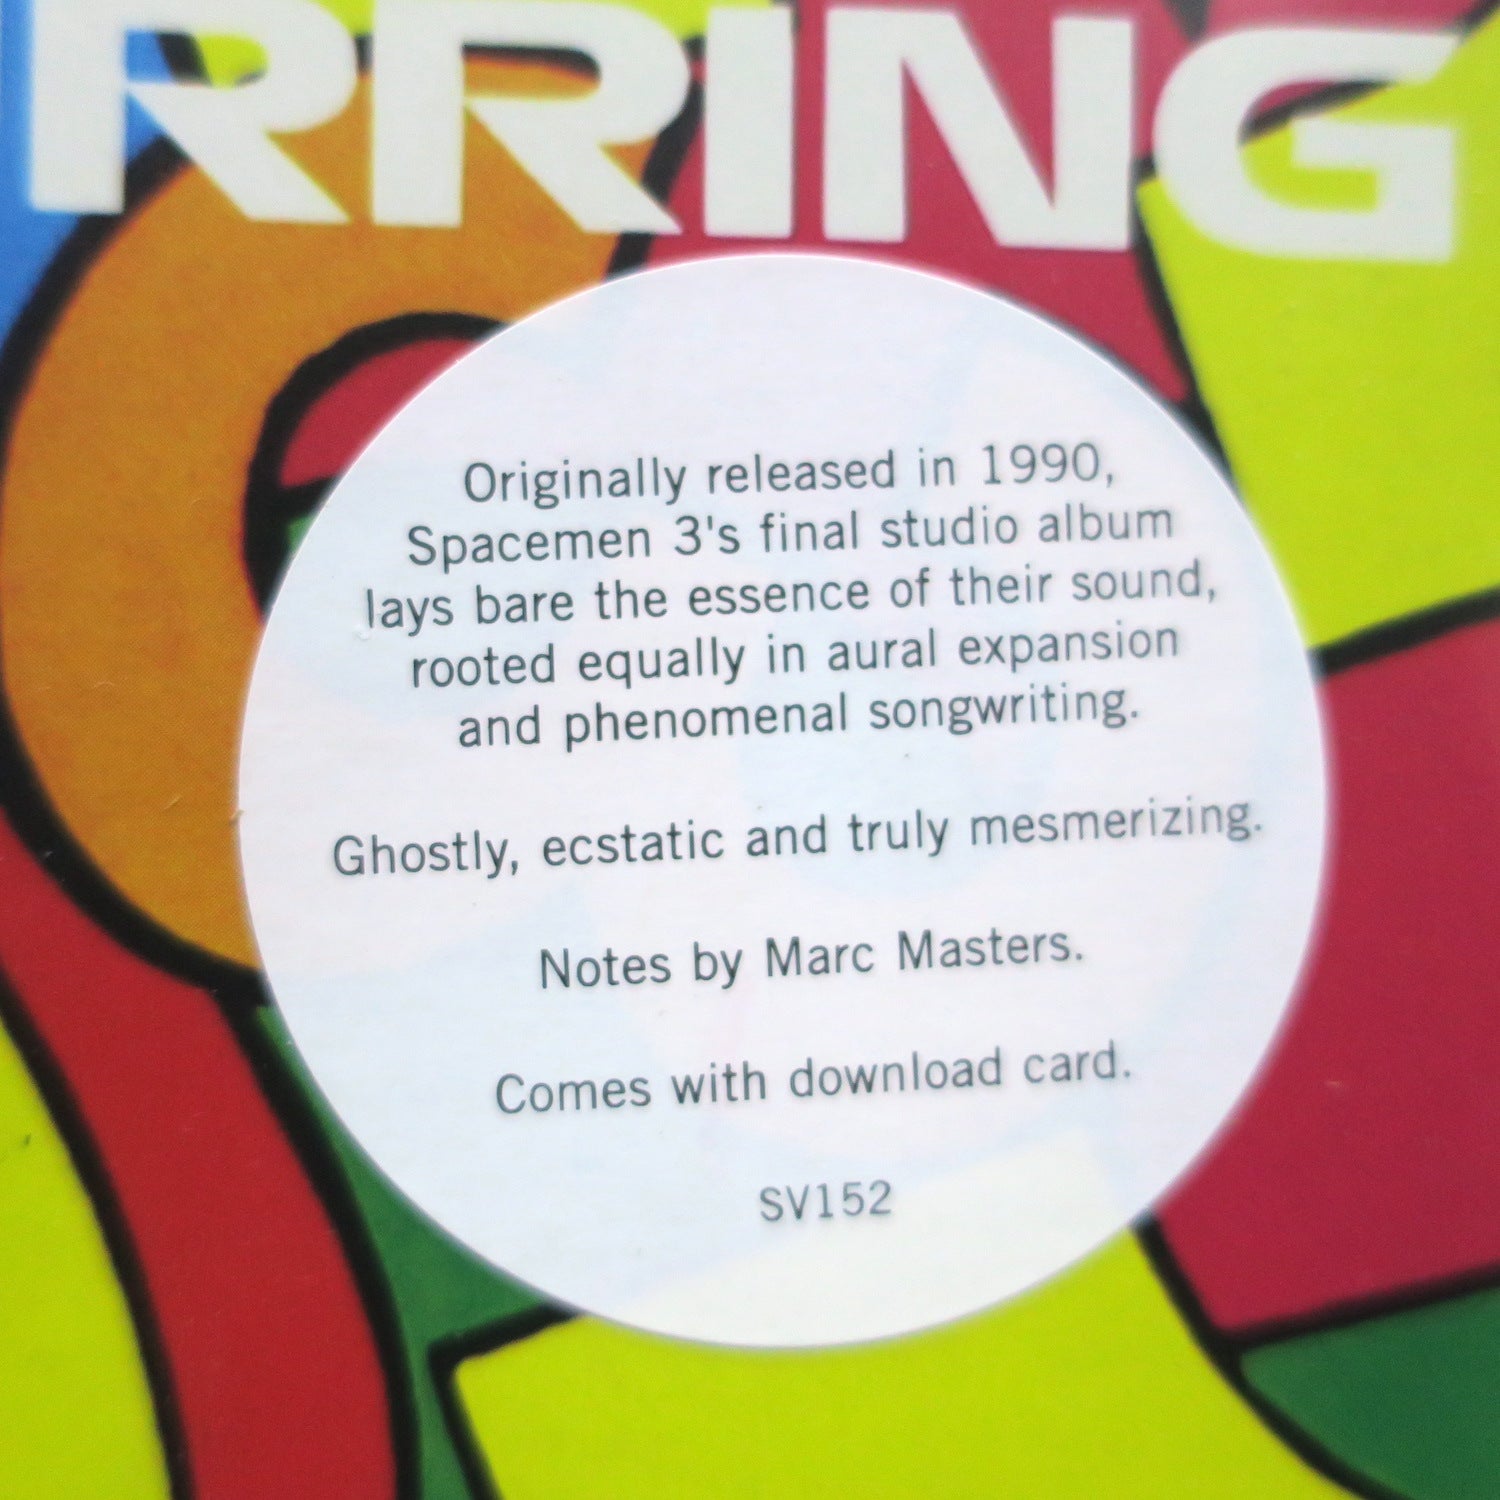 RRING
Originally released in 1990,
Spacemen 3's final studio album
lays bare the essence of their sound,
rooted equally in aural expansion
and phenomenal songwriting.
Ghostly, ecstatic and truly mesmerizing.
Notes by Marc Masters.
Comes with download card.
SV152